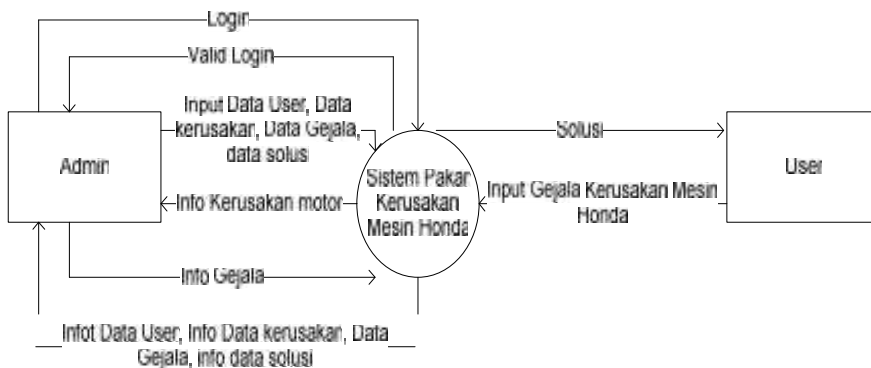 Login
Valid Login
Input Data User, Data
kerusakan, Data Gejala,
data solusi
Admin
Info Kerusakan motor
Info Gejala
Sistem Pakar
Kerusakan
Mesin Honda
Solusi
Input Gejala Kerusakan Mesin
Honda
User
Infot Data User, Info Data kerusakan, Data
Gejala, info data solusi